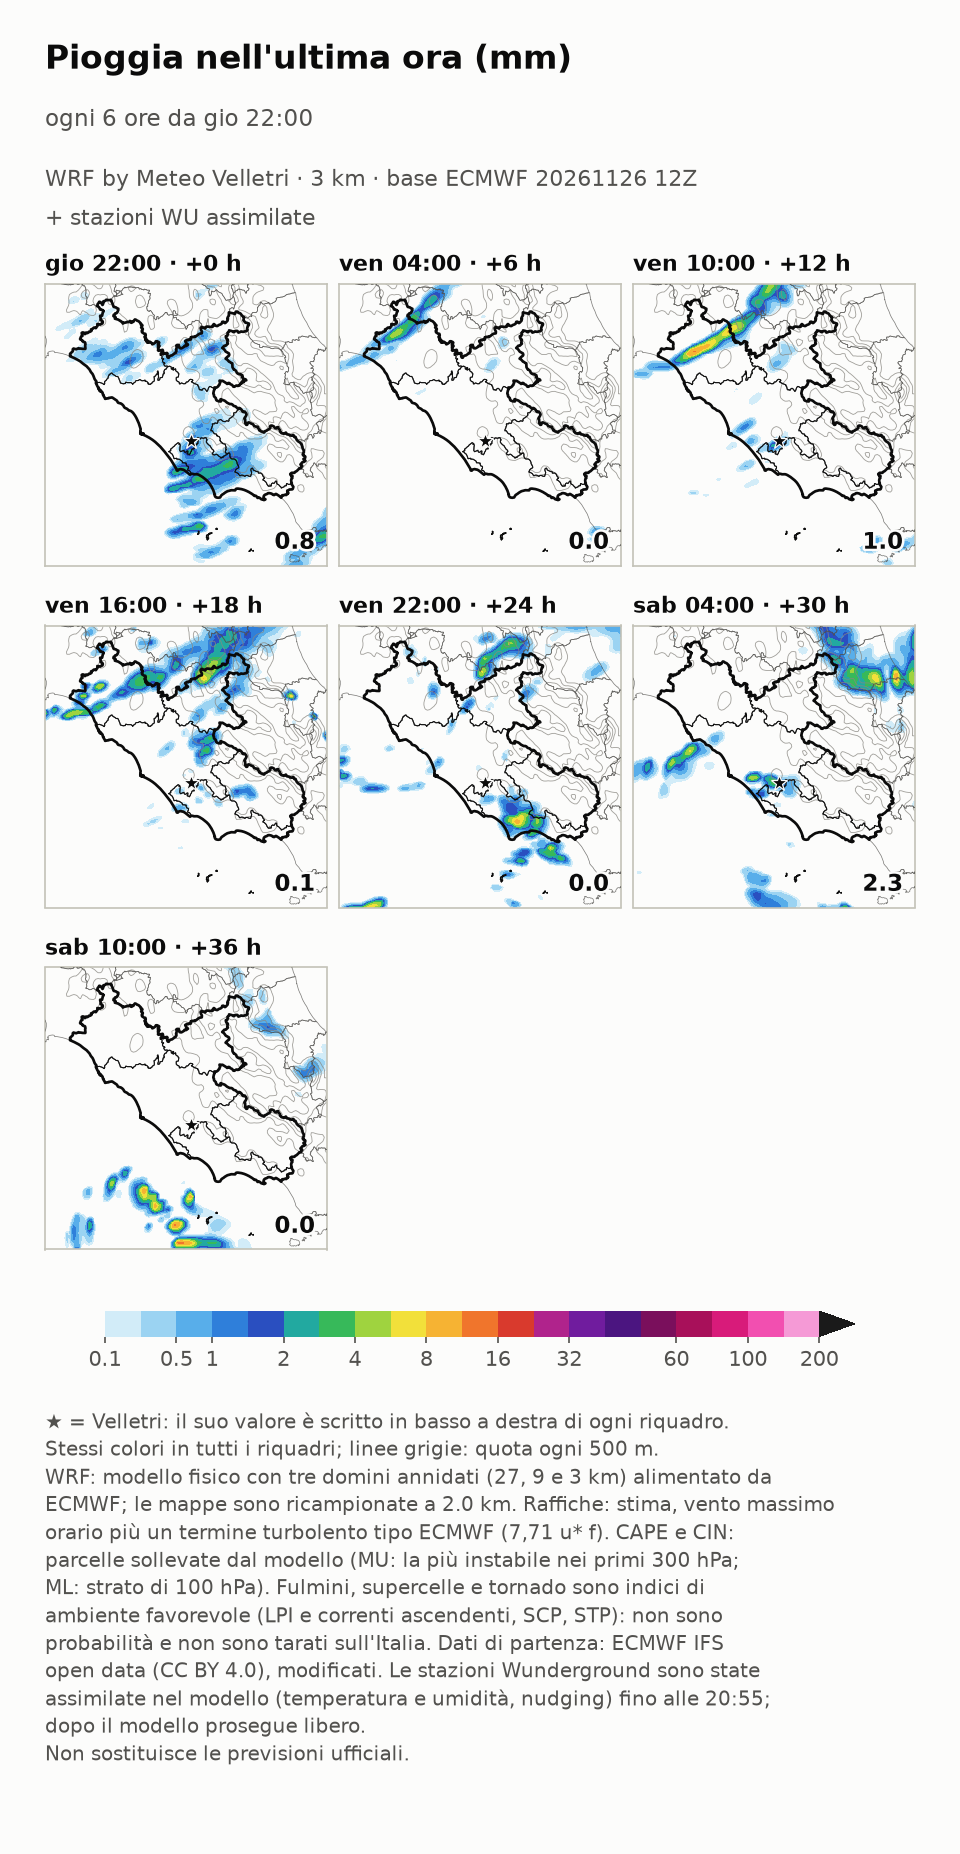 Pioggia nell'ultima ora (mm)
ogni 6 ore da gio 22:00
WRF by Meteo Velletri · 3 km · base ECMWF 20261126 12Z
+ stazioni WU assimilate
gio 22:00 · +0 h
ven 04:00 · +6 h
ven 10:00 · +12 h
0.8
0.0
1.0
ven 16:00 · +18 h
ven 22:00 · +24 h
sab 04:00 · +30 h
0.1
0.0
2.3
sab 10:00 · +36 h
0.0
0.1 0.5 1 2 4 8 16 32 60 100 200
★ = Velletri: il suo valore è scritto in basso a destra di ogni riquadro.
Stessi colori in tutti i riquadri; linee grigie: quota ogni 500 m.
WRF: modello fisico con tre domini annidati (27, 9 e 3 km) alimentato da
ECMWF; le mappe sono ricampionate a 2.0 km. Raffiche: stima, vento massimo
orario più un termine turbolento tipo ECMWF (7,71 u* f). CAPE e CIN:
parcelle sollevate dal modello (MU: la più instabile nei primi 300 hPa;
ML: strato di 100 hPa). Fulmini, supercelle e tornado sono indici di
ambiente favorevole (LPI e correnti ascendenti, SCP, STP): non sono
probabilità e non sono tarati sull'Italia. Dati di partenza: ECMWF IFS
open data (CC BY 4.0), modificati. Le stazioni Wunderground sono state
assimilate nel modello (temperatura e umidità, nudging) fino alle 20:55;
dopo il modello prosegue libero.
Non sostituisce le previsioni ufficiali.